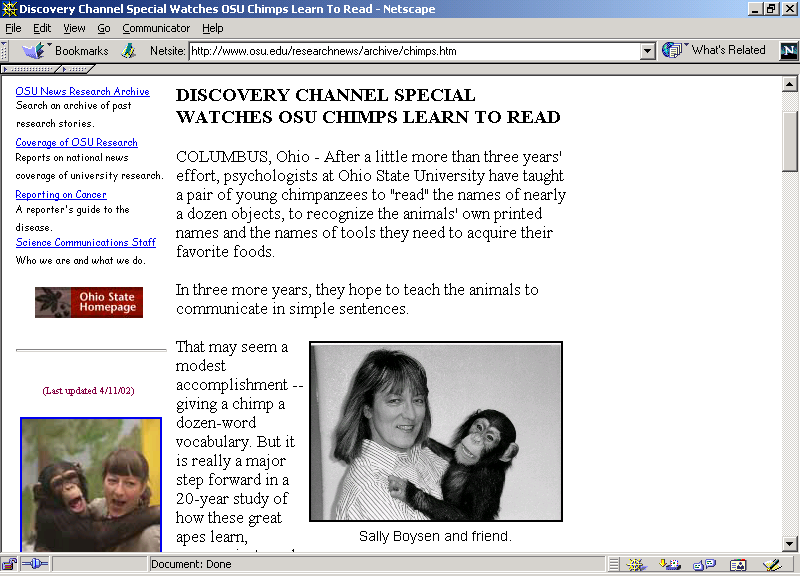 Discovery Channel Special Watches OSU Chimps Learn To Read - Netscape
File Edit View Go Communicator Help
Bookmarks Netsite: http://www.osu.edu/researchnews/archive/chimps.htm What's Related N
OSU News Research Archive
Search an archive of past
research stories.
Coverage of OSU Research
Reports on national news
coverage of university research.
Reporting on Cancer
A reporter's guide to the
disease.
Science Communications Staff
Who we are and what we do.
Ohio State
Homepage
(Last updated 4/11/02)
DISCOVERY CHANNEL SPECIAL
WATCHES OSU CHIMPS LEARN TO READ
COLUMBUS, Ohio - After a little more than three years'
effort, psychologists at Ohio State University have taught
a pair of young chimpanzees to "read" the names of nearly
a dozen objects, to recognize the animals' own printed
names and the names of tools they need to acquire their
favorite foods.
In three more years, they hope to teach the animals to
communicate in simple sentences.
That may seem a
modest
accomplishment --
giving a chimp a
dozen-word
vocabulary. But it
is really a major
step forward in a
20-year study of
how these great
apes learn,
Sally Boysen and friend.
Document: Done